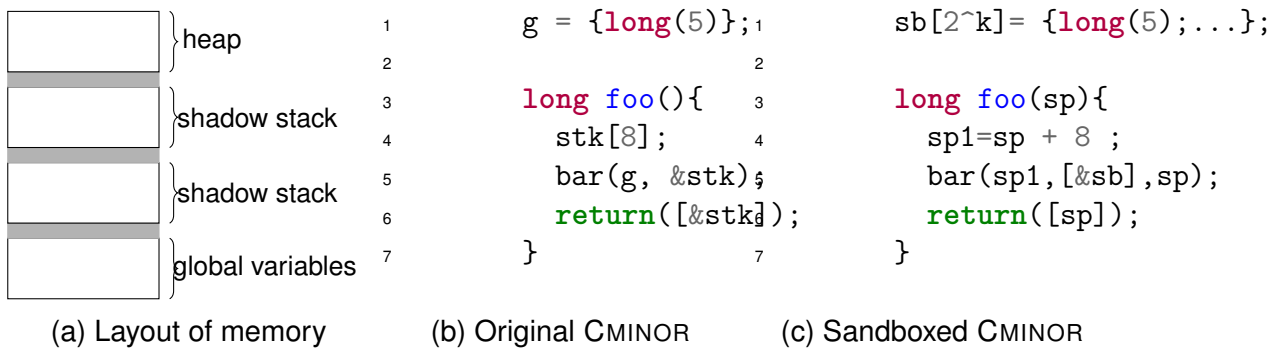 heap
shadow stack
shadow stack
global variables
(a) Layout of memory
1 g = {long(5)};
2
3 long foo(){
4 stk[8];
5 bar(g, &stk);
6 return([&stk]);
7 }
(b) Original CMINOR
1 sb[2^k]= {long(5);...};
2
3 long foo(sp){
4 sp1=sp + 8 ;
5 bar(sp1,[&sb],sp);
6 return([sp]);
7 }
(c) Sandboxed CMINOR